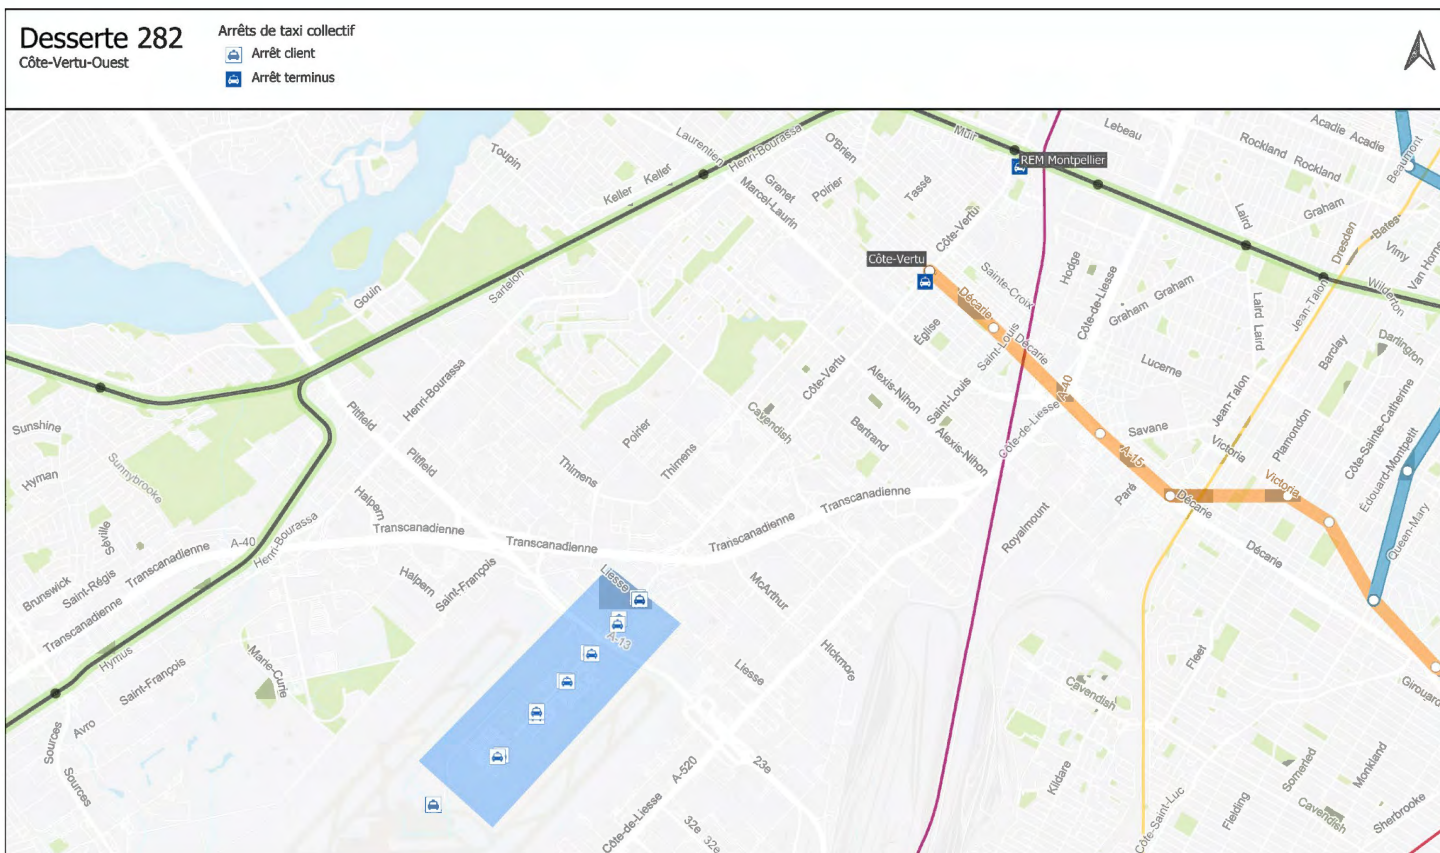 Desserte 282
Côte-Vertu-Ouest
Arrêts de taxi collectif
Arrêt client
Arrêt terminus
Toupin
Laurentien
Henri-Bourassa
O'Brien
Muir
Lebeau
Acadie Acadie
Rockland Rockland
Beaumont
REM Montpellier
Keller Keller
Grenet
Marcel-Laurin
Poirier
Tassé
Côte-Vertu
Laird
Graham
Dresden
Bates
Vimy
Van Horne
Côte-Vertu
Gouin
Sartelon
Sainte-Croix
Hodge
Côte-de-Liesse
Graham Graham
Laird Laird
Jean-Talon
Wilderton
Décarie
Église
Saint-Louis
Décarie
Lucerne
Barclay
Darlington
Henri-Bourassa
Côte-Vertu
Alexis-Nihon
Saint-Louis
A-40
Jean-Talon
Côte-Sainte-Catherine
Pitfield
Cavendish
Bertrand
Alexis-Nihon
Côte-de-Liesse
Savane
Victoria
Plamondon
Édouard-Montpetit
Sunshine
Hyman
Sunnybrooke
Pitfield
Poirier
Thimens
Thimens
A-15
Paré
Victoria
Décarie
Queen-Mary
Séville
Halpern
Henri-Bourassa
Transcanadienne
Transcanadienne
Transcanadienne
Transcanadienne
Royalmount
Décarie
A-40
Transcanadienne
Brunswick
Saint-Régis
Transcanadienne
Halpern
Saint-François
Liesse
McArthur
A-13
Hymus
Saint-François
Marie-Curie
Liesse
Hickmore
Fleet
Cavendish
Girouard
Sources
Avro
Sources
A-520
23e
Kildare
Somerled
Monkland
Côte-de-Liesse
32e 32e
Côte-Saint-Luc
Fielding
Cavendish
Sherbrooke